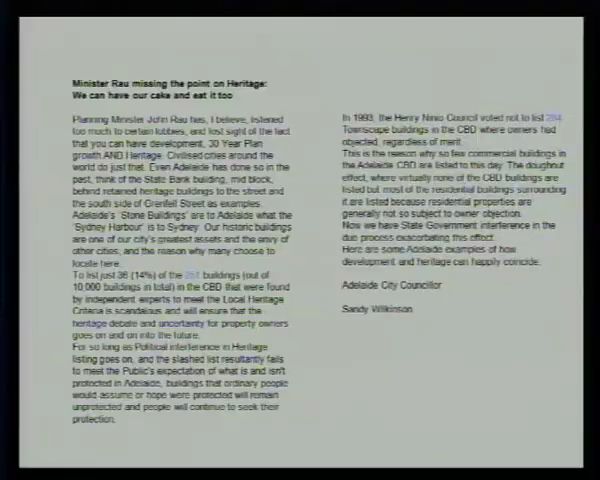 Minister Rau missing the point on Heritage:
We can have our cake and eat it too
Planning Minister John Rau has, I believe, listened
too much to certain lobbies, and lost sight of the fact
that you can have development, 30 Year Plan
growth AND Heritage. Civilised cities around the
world do just that. Even Adelaide has done so in the
past, think of the State Bank building, mid block,
behind retained heritage buildings to the street and
the south side of Grenfell Street as examples.
Adelaide's 'Stone Buildings' are to Adelaide what the
'Sydney Harbour' is to Sydney. Our historic buildings
are one of our city's greatest assets and the envy of
other cities, and the reason why many choose to
locate here.
To list just 36 (14%) of the buildings (out of
10,000 buildings in total) in the CBD that were found
by independent experts to meet the Local Heritage
Criteria is scandalous and will ensure that the
heritage debate and uncertainty for property owners
goes on and on into the future.
For so long as Political interference in Heritage
listing goes on, and the slashed list resultantly fails
to meet the Public's expectation of what is and isn't
protected in Adelaide, buildings that ordinary people
would assume or hope were protected will remain
unprotected and people will continue to seek their
protection.
In 1993, the Henry Ninio Council voted not to list 294
Townscape buildings in the CBD where owners had
objected, regardless of merit.
This is the reason why so few commercial buildings in
the Adelaide CBD are listed to this day. The doughnut
effect, where virtually none of the CBD buildings are
listed but most of the residential buildings surrounding
it are listed because residential properties are
generally not so subject to owner objection.
Now we have State Government interference in the
due process exacerbating this effect.
Here are some Adelaide examples of how
development and heritage can happily coincide.
Adelaide City Councillor
Sandy Wilkinson